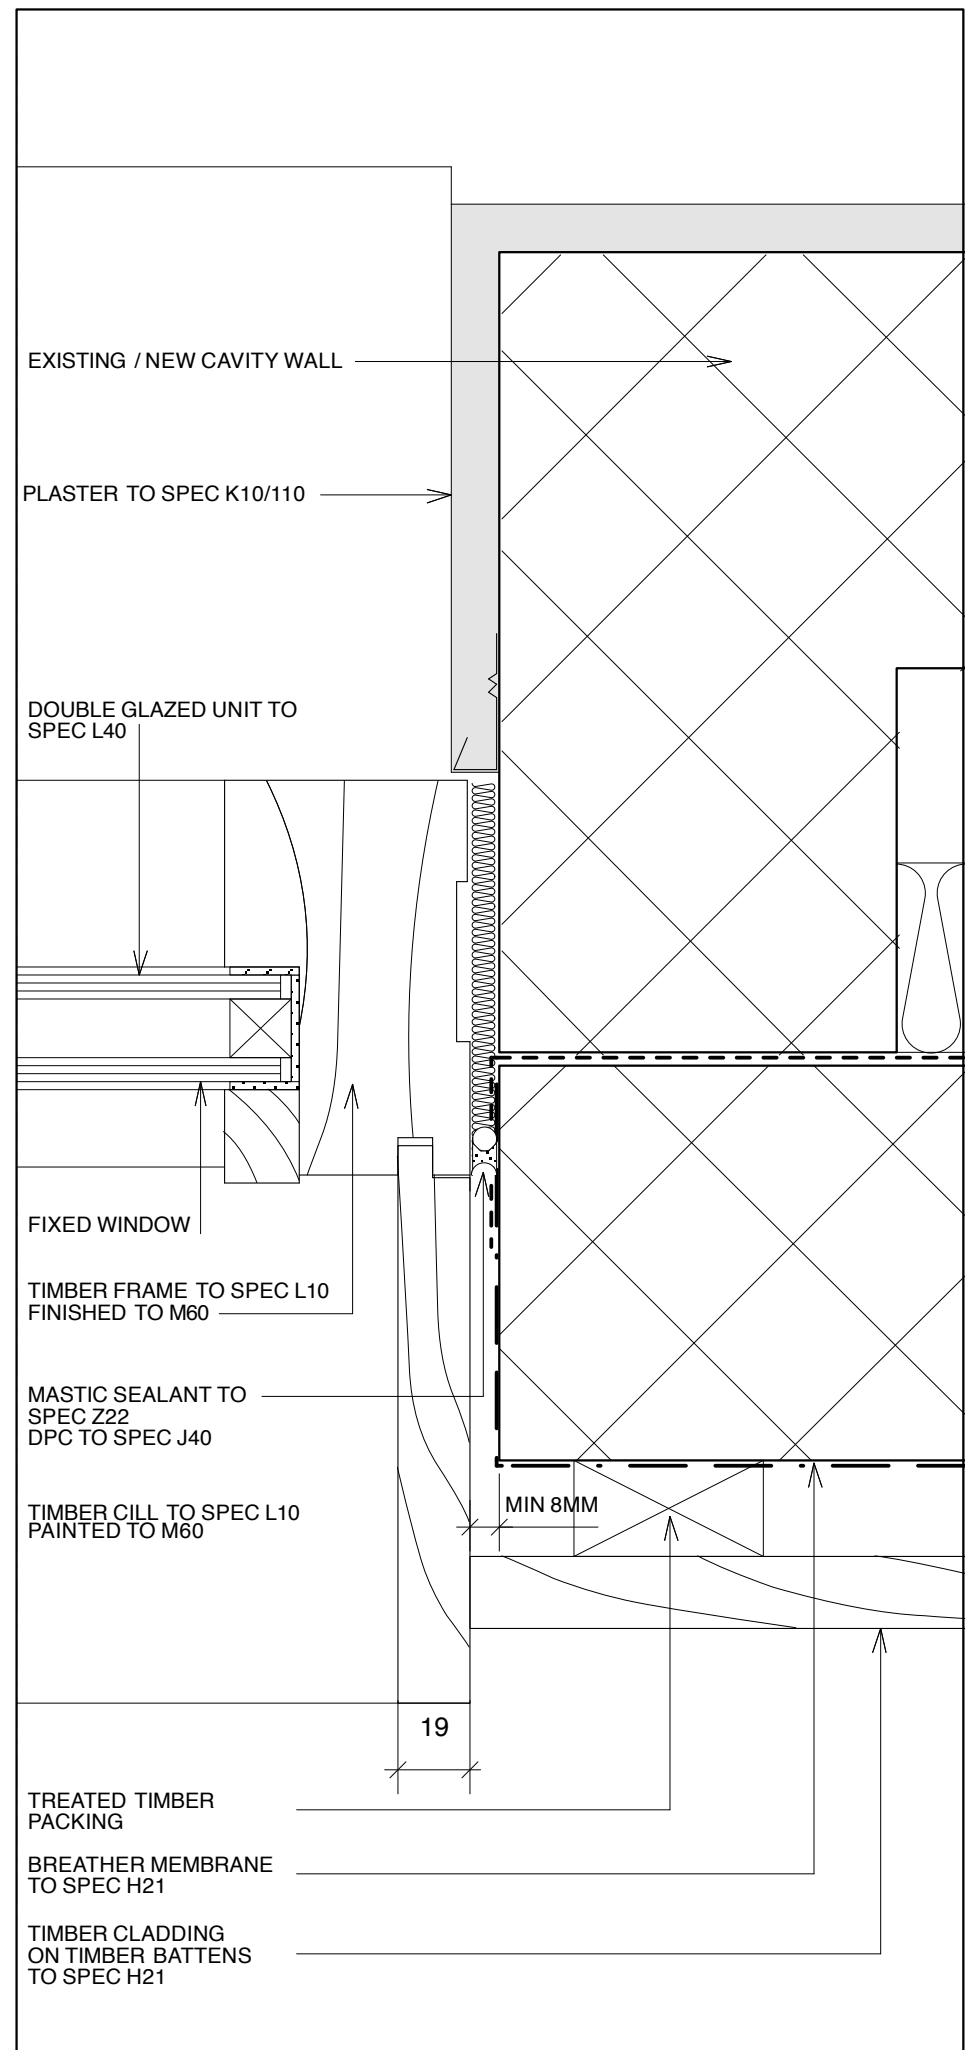 EXISTING / NEW CAVITY WALL
PLASTER TO SPEC K10/110
DOUBLE GLAZED UNIT TO
SPEC L40
FIXED WINDOW
TIMBER FRAME TO SPEC L10
FINISHED TO M60
MASTIC SEALANT TO
SPEC Z22
DPC TO SPEC J40
TIMBER CILL TO SPEC L10
PAINTED TO M60
MIN 8MM
19
TREATED TIMBER
PACKING
BREATHER MEMBRANE
TO SPEC H21
TIMBER CLADDING
ON TIMBER BATTENS
TO SPEC H21